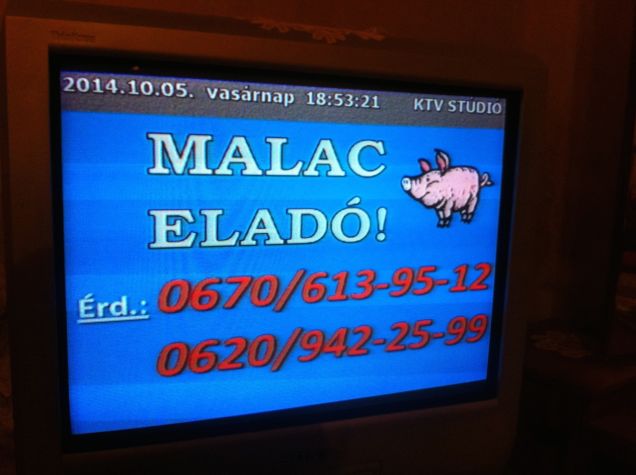 2014.10.05. vasárnap 18:53:21 KTV STÚDIÓ
MALAC
ELADÓ!
Érd.: 0670/613-95-12
0620/942-25-99